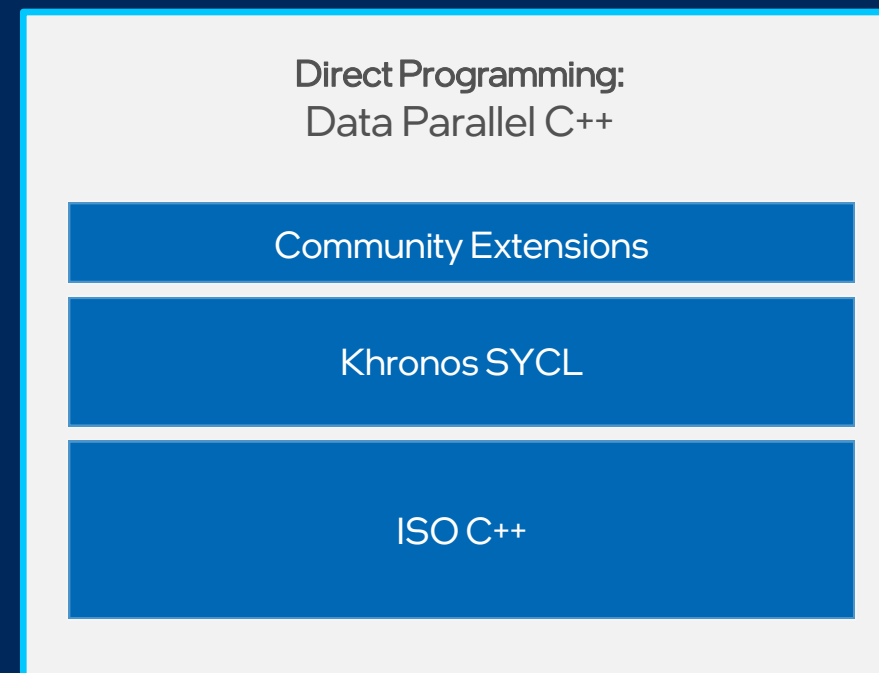 Direct Programming:
Data Parallel C++
Community Extensions
Khronos SYCL
ISO C++